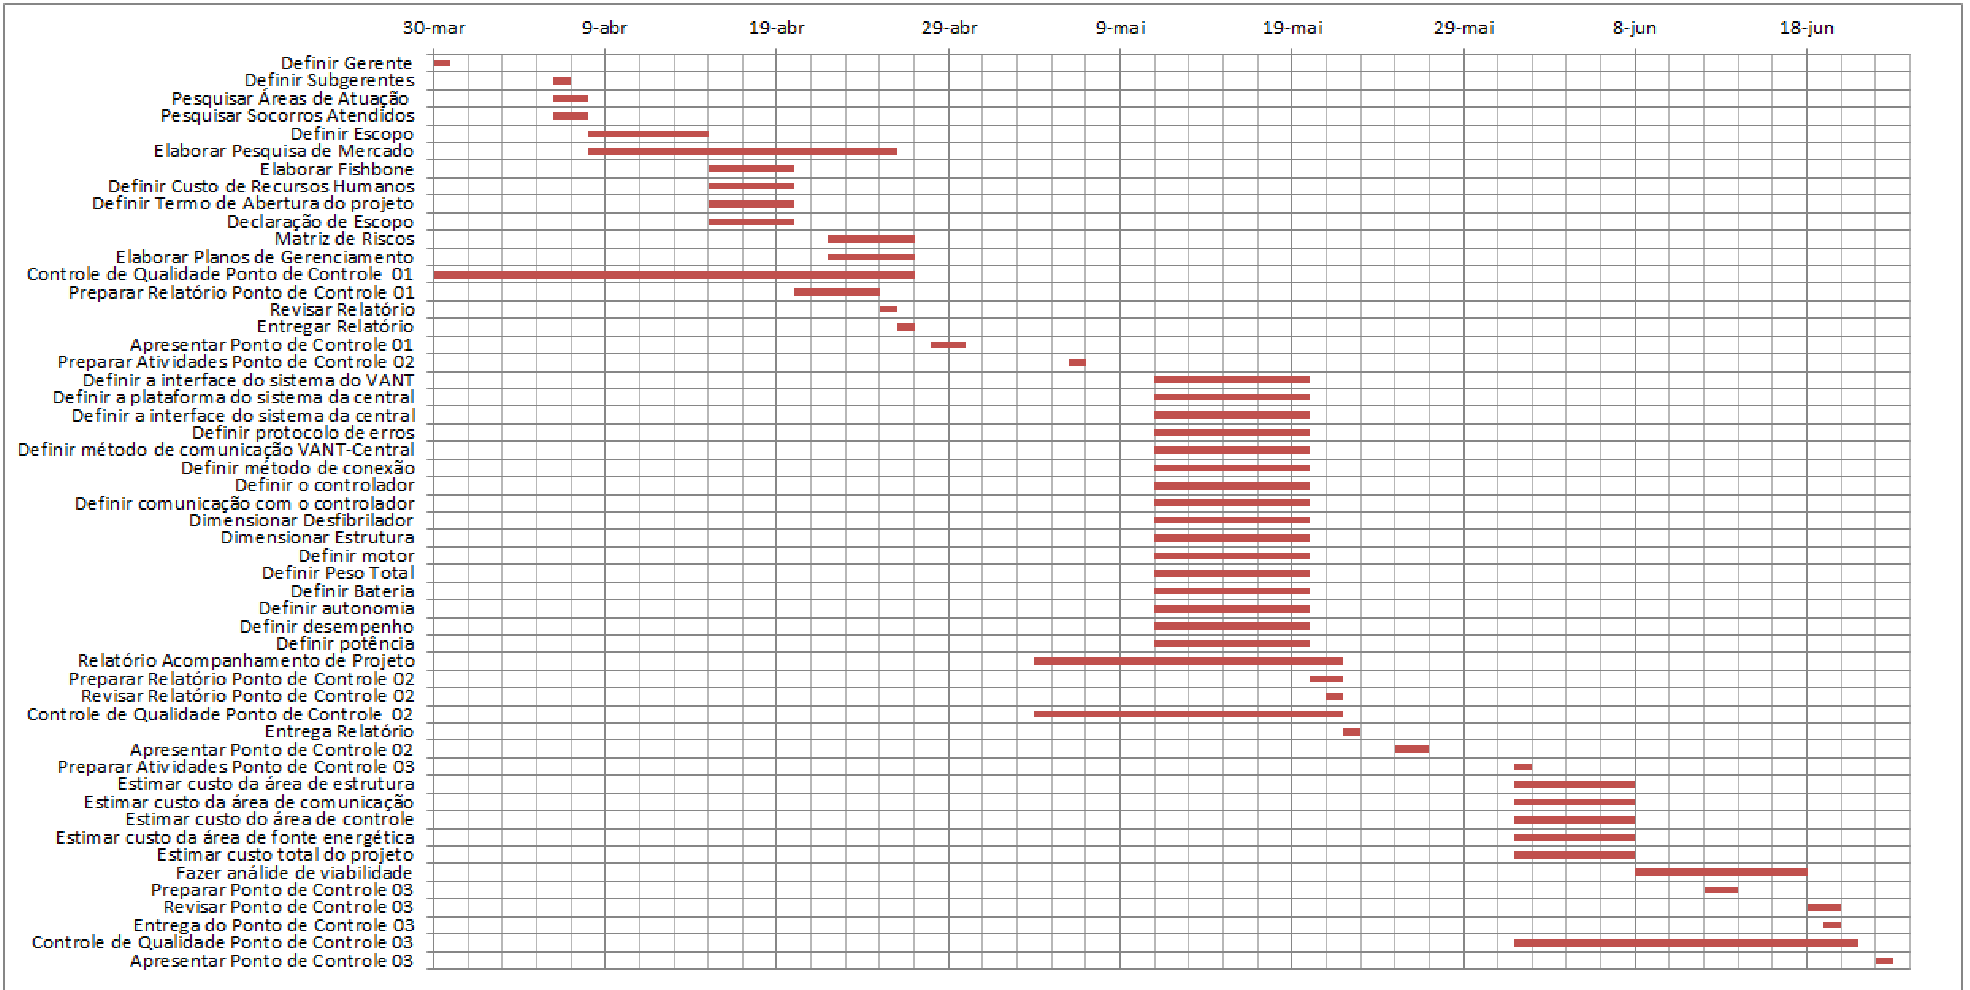 30-mar 9-abr 19-abr 29-abr 9-mai 19-mai 29-mai 8-jun 18-jun
Definir Gerente
Definir Subgerentes
Pesquisar Áreas de Atuação
Pesquisar Socorros Atendidos
Definir Escopo
Elaborar Pesquisa de Mercado
Elaborar Fishbone
Definir Custo de Recursos Humanos
Definir Termo de Abertura do projeto
Declaração de Escopo
Matriz de Riscos
Elaborar Planos de Gerenciamento
Controle de Qualidade Ponto de Controle 01
Preparar Relatório Ponto de Controle 01
Revisar Relatório
Entregar Relatório
Apresentar Ponto de Controle 01
Preparar Atividades Ponto de Controle 02
Definir a interface do sistema do VANT
Definir a plataforma do sistema da central
Definir a interface do sistema da central
Definir protocolo de erros
Definir método de comunicação VANT-Central
Definir método de conexão
Definir o controlador
Definir comunicação com o controlador
Dimensionar Desfibrilador
Dimensionar Estrutura
Definir motor
Definir Peso Total
Definir Bateria
Definir autonomia
Definir desempenho
Definir potência
Relatório Acompanhamento de Projeto
Preparar Relatório Ponto de Controle 02
Revisar Relatório Ponto de Controle 02
Controle de Qualidade Ponto de Controle 02
Entrega Relatório
Apresentar Ponto de Controle 02
Preparar Atividades Ponto de Controle 03
Estimar custo da área de estrutura
Estimar custo da área de comunicação
Estimar custo do área de controle
Estimar custo da área de fonte energética
Estimar custo total do projeto
Fazer análide de viabilidade
Preparar Ponto de Controle 03
Revisar Ponto de Controle 03
Entrega do Ponto de Controle 03
Controle de Qualidade Ponto de Controle 03
Apresentar Ponto de Controle 03